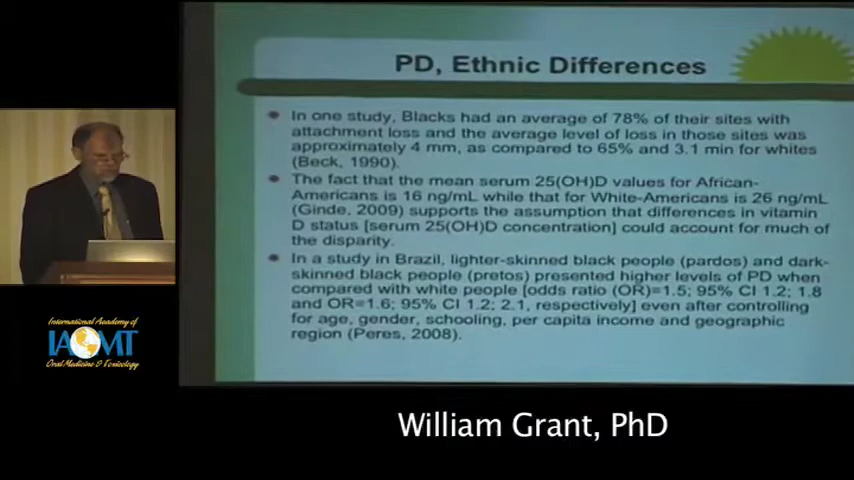 PD, Ethnic Differences
In one study, Blacks had an average of 78% of their sites with
attachment loss and the average level of loss in those sites was
approximately 4 mm, as compared to 65% and 3.1 mm for whites
(Beck, 1990).
The fact that the mean serum 25(OH)D values for African-
Americans is 16 ng/mL while that for White-Americans is 26 ng/mL
(Ginde, 2009) supports the assumption that differences in vitamin
D status [serum 25(OH)D concentration] could account for much of
the disparity.
In a study in Brazil, lighter-skinned black people (pardos) and dark-
skinned black people (pretos) presented higher levels of PD when
compared with white people [odds ratio (OR)=1.5; 95% CI 1.2; 1.8
and OR=1.6; 95% CI 1.2; 2.1, respectively] even after controlling
for age, gender, schooling, per capita income and geographic
region (Peres, 2008).
International Academy of
IAOMT
Oral Medicine & Toxicology
William Grant, PhD